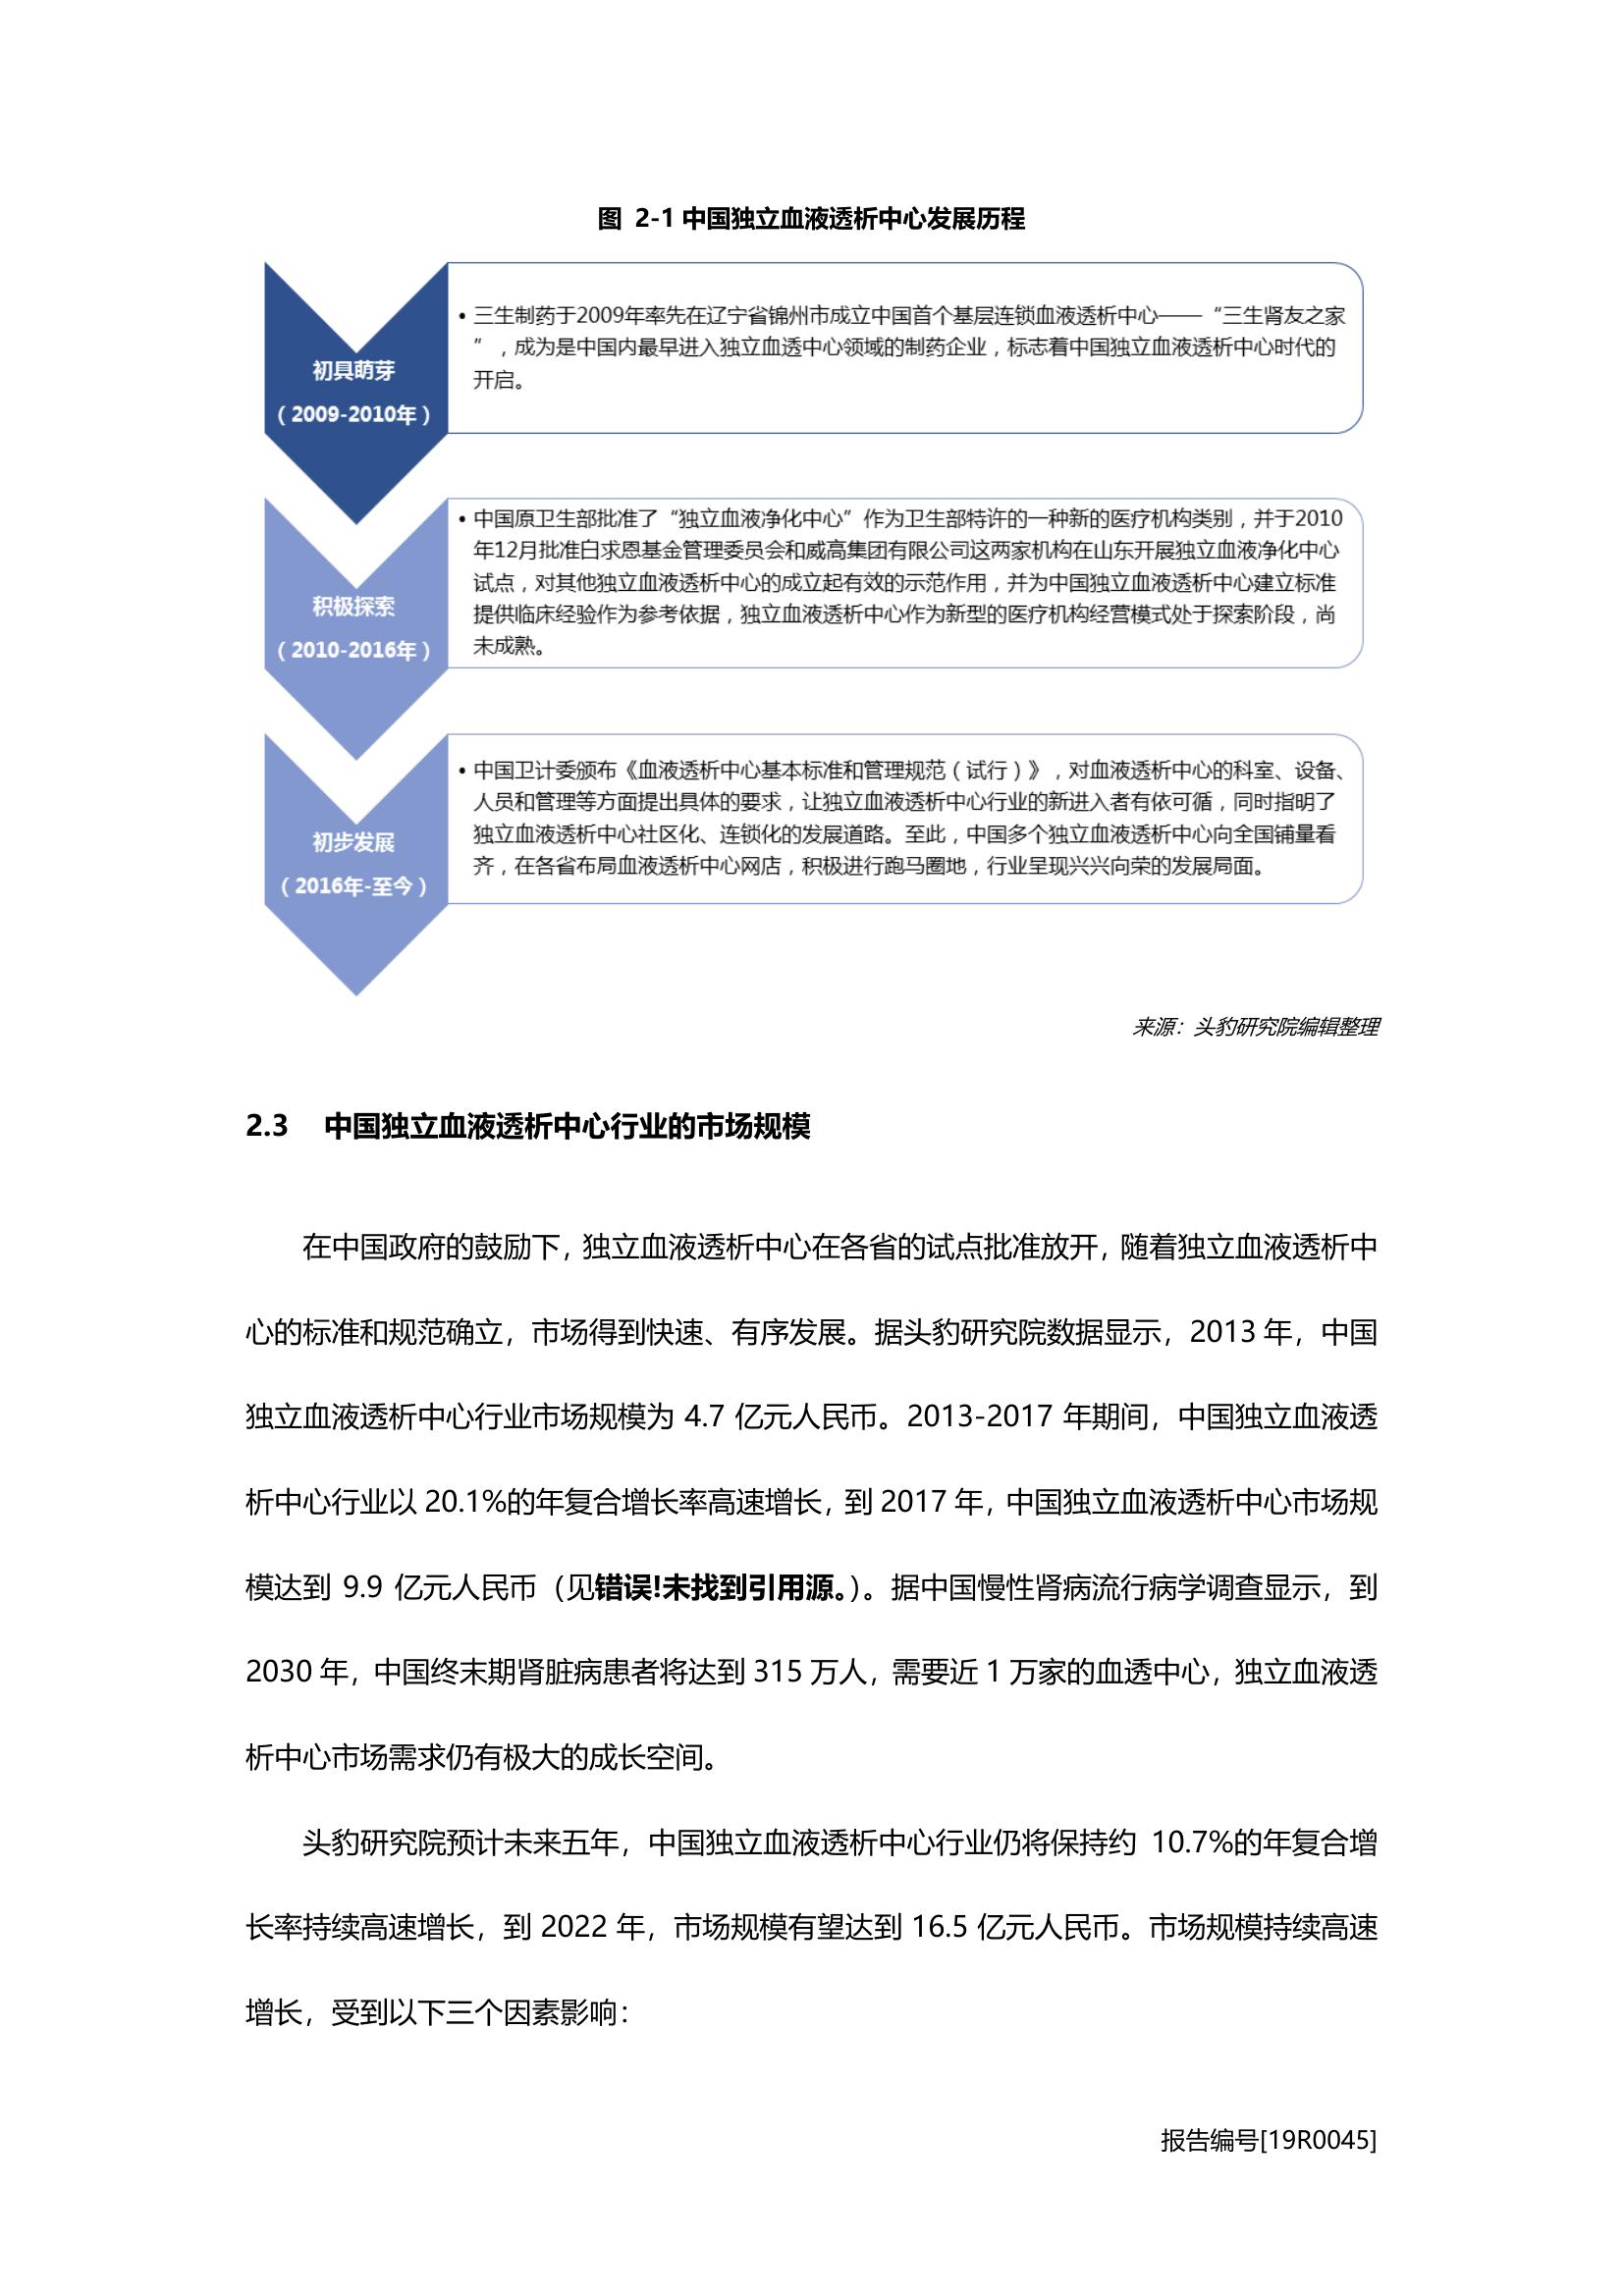 图 2-1 中国独立血液透析中心发展历程
初具萌芽
（2009-2010年）
• 三生制药于2009年率先在辽宁省锦州市成立中国首个基层连锁血液透析中心——“三生肾友之家
”，成为是中国内最早进入独立血透中心领域的制药企业，标志着中国独立血液透析中心时代的
开启。
积极探索
（2010-2016年）
• 中国原卫生部批准了“独立血液净化中心”作为卫生部特许的一种新的医疗机构类别，并于2010
年12月批准白求恩基金管理委员会和威高集团有限公司这两家机构在山东开展独立血液净化中心
试点，对其他独立血液透析中心的成立起有效的示范作用，并为中国独立血液透析中心建立标准
提供临床经验作为参考依据，独立血液透析中心作为新型的医疗机构经营模式处于探索阶段，尚
未成熟。
初步发展
（2016年-至今）
• 中国卫计委颁布《血液透析中心基本标准和管理规范（试行）》，对血液透析中心的科室、设备、
人员和管理等方面提出具体的要求，让独立血液透析中心行业的新进入者有依可循，同时指明了
独立血液透析中心社区化、连锁化的发展道路。至此，中国多个独立血液透析中心向全国铺量看
齐，在各省布局血液透析中心网店，积极进行跑马圈地，行业呈现兴兴向荣的发展局面。
来源：头豹研究院编辑整理
2.3 中国独立血液透析中心行业的市场规模
在中国政府的鼓励下，独立血液透析中心在各省的试点批准放开，随着独立血液透析中
心的标准和规范确立，市场得到快速、有序发展。据头豹研究院数据显示，2013 年，中国
独立血液透析中心行业市场规模为 4.7 亿元人民币。2013-2017 年期间，中国独立血液透
析中心行业以 20.1%的年复合增长率高速增长，到 2017 年，中国独立血液透析中心市场规
模达到 9.9 亿元人民币（见错误!未找到引用源。）。据中国慢性肾病流行病学调查显示，到
2030 年，中国终末期肾脏病患者将达到 315 万人，需要近 1 万家的血透中心，独立血液透
析中心市场需求仍有极大的成长空间。
头豹研究院预计未来五年，中国独立血液透析中心行业仍将保持约 10.7%的年复合增
长率持续高速增长，到 2022 年，市场规模有望达到 16.5 亿元人民币。市场规模持续高速
增长，受到以下三个因素影响：
报告编号[19R0045]